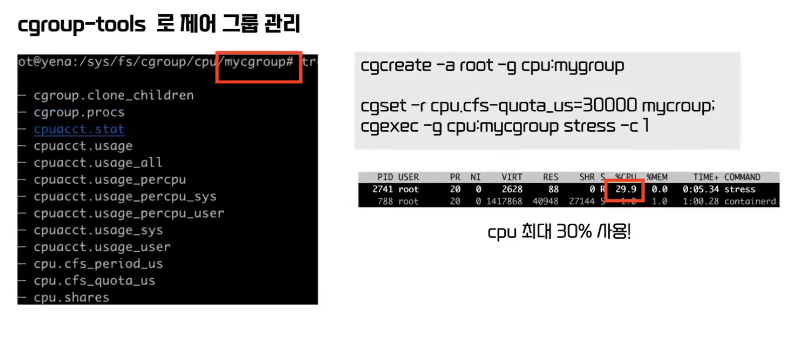 cgroup-tools 로 제어 그룹 관리
ot@yena:/sys/fs/cgroup/cpu/mycgroup# tre
— cgroup.clone_children
— cgroup.procs
— cpuacct.stat
— cpuacct.usage
— cpuacct.usage_all
— cpuacct.usage_percpu
— cpuacct.usage_percpu_sys
— cpuacct.usage_percpu_user
— cpuacct.usage_sys
— cpuacct.usage_user
— cpu.cfs_period_us
— cpu.cfs_quota_us
— cpu.shares
cgcreate -a root -g cpu:mygroup
cgset -r cpu.cfs-quota_us=30000 mycroup;
cgexec -g cpu:mycgroup stress -c 1
PID USER PR NI VIRT RES SHR S %CPU %MEM TIME+ COMMAND
2741 root 20 0 2628 88 0 R 29.9 0.0 0:05.34 stress
788 root 20 0 1417868 40948 27144 S 1.0 1:00.28 containerd
cpu 최대 30% 사용!